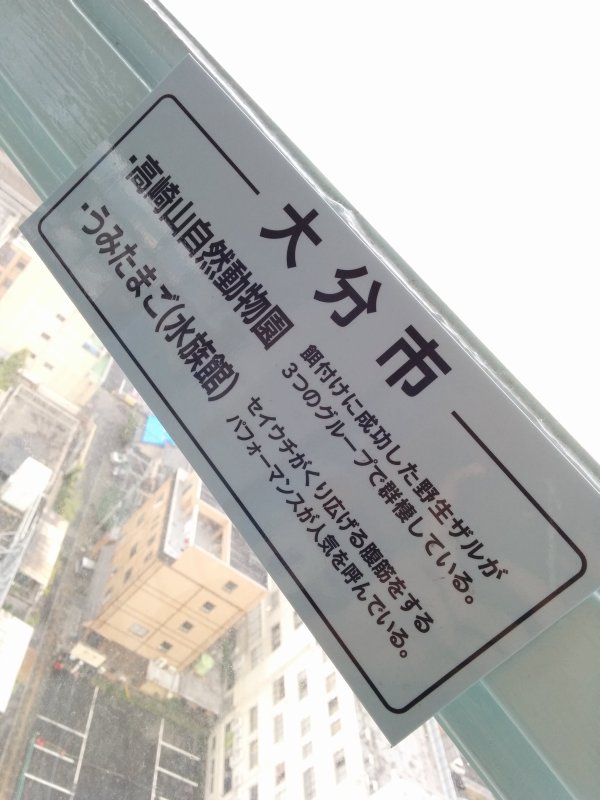 大分市
・高崎山自然動物園
餌付けに成功した野生ザルが
3つのグループで群棲している。
・うみたまご(水族館)
セイウチがくり広げる腹筋をする
パフォーマンスが人気を呼んでいる。